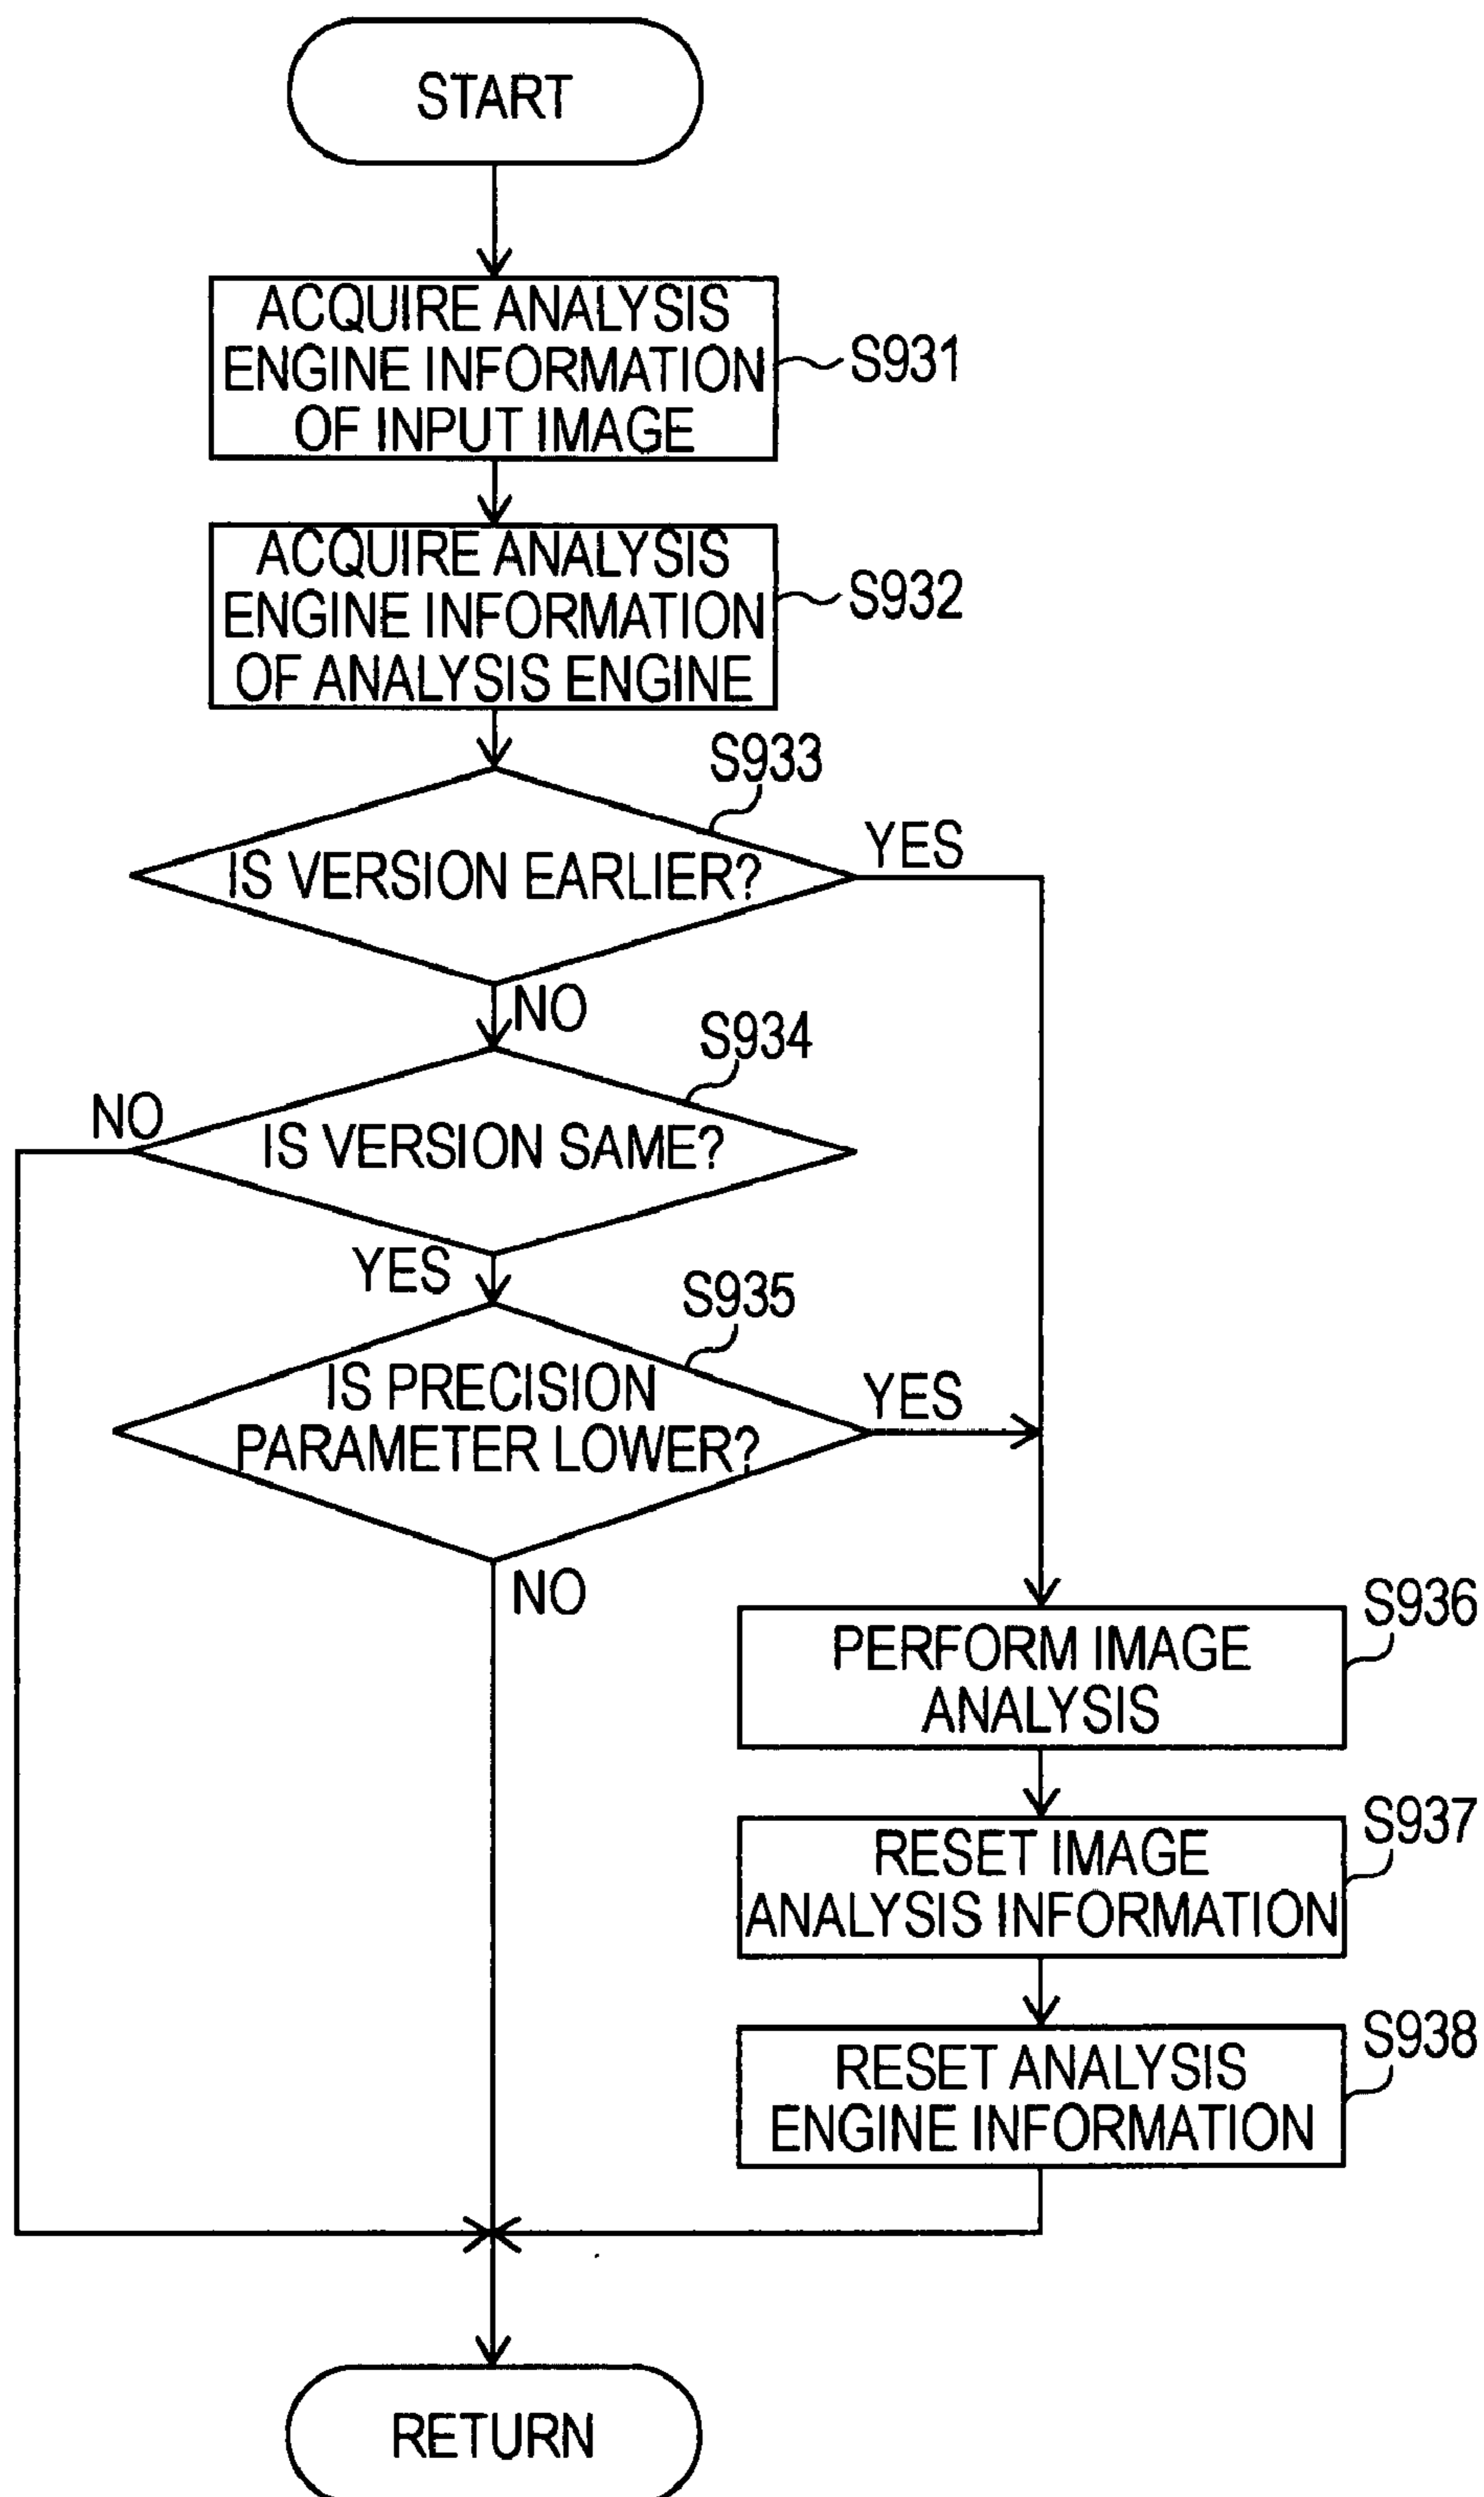 START
ACQUIRE ANALYSIS
ENGINE INFORMATION
OF INPUT IMAGE
S931
ACQUIRE ANALYSIS
ENGINE INFORMATION
OF ANALYSIS ENGINE
S932
S933
IS VERSION EARLIER?
YES
NO
S934
NO
IS VERSION SAME?
YES
S935
IS PRECISION
PARAMETER LOWER?
YES
NO
S936
PERFORM IMAGE
ANALYSIS
S937
RESET IMAGE
ANALYSIS INFORMATION
S938
RESET ANALYSIS
ENGINE INFORMATION
RETURN